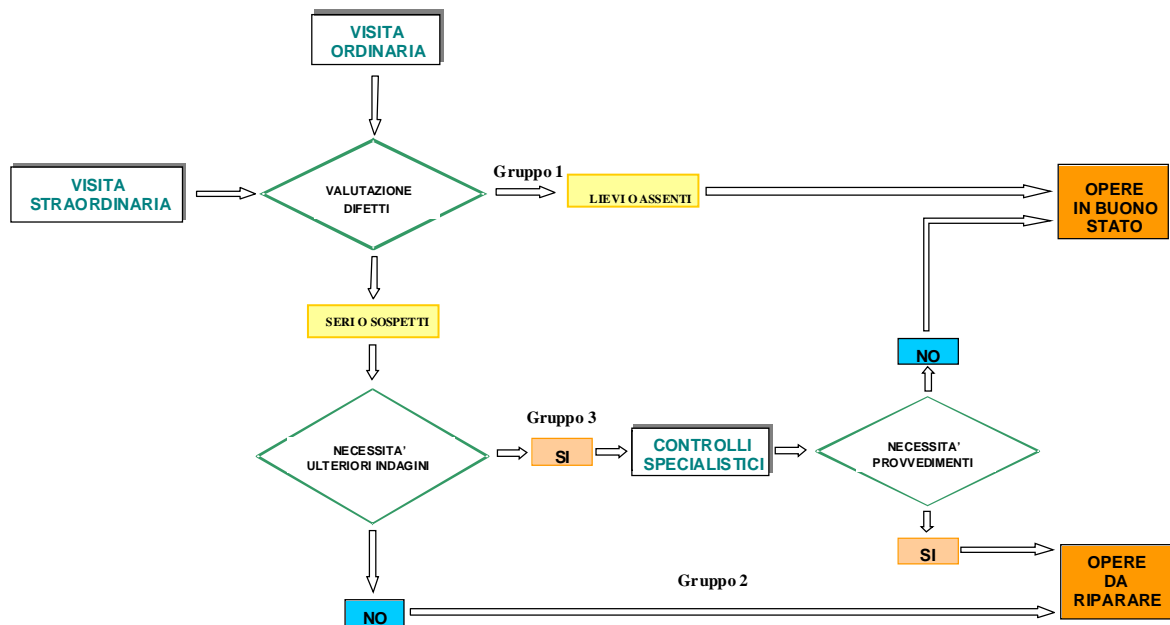 VISITA
ORDINARIA
VISITA
STRAORDINARIA
VALUTAZIONE
DIFETTI
Gruppo 1
LIEVI O ASSENTI
OPERE
IN BUONO
STATO
SERI O SOSPETTI
NO
NECESSITA'
ULTERIORI INDAGINI
Gruppo 3
SI
CONTROLLI
SPECIALISTICI
NECESSITA'
PROVVEDIMENTI
SI
OPERE
DA
RIPARARE
Gruppo 2
NO